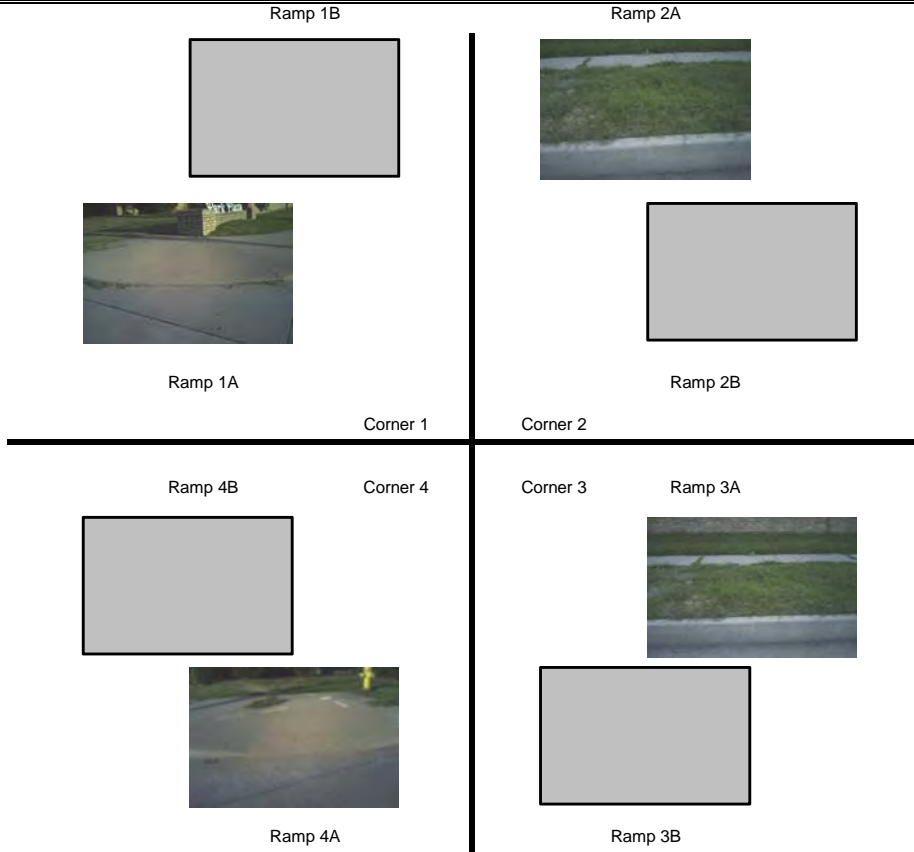 Ramp 1B
Ramp 2A
Ramp 1A
Ramp 2B
Corner 1
Corner 2
Ramp 4B
Corner 4
Corner 3
Ramp 3A
Ramp 4A
Ramp 3B